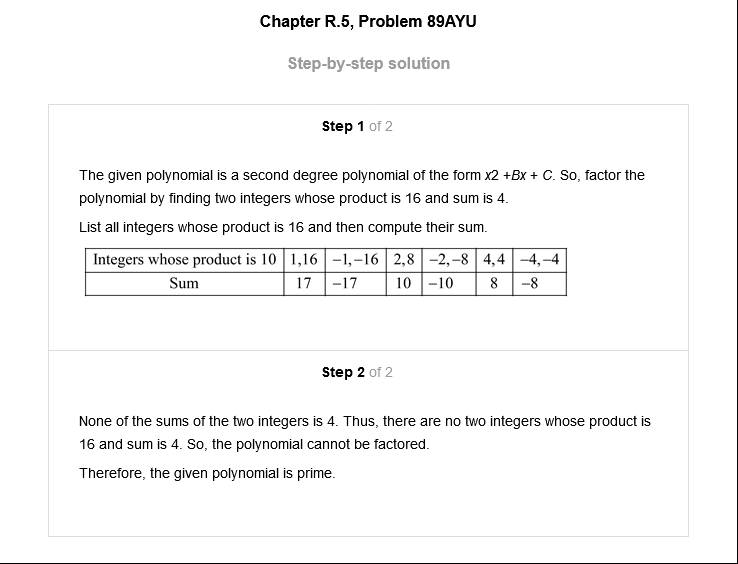 Chapter R.5, Problem 89AYU
Step-by-step solution
Step 1 of 2
The given polynomial is a second degree polynomial of the form x2 +Bx + C. So, factor the
polynomial by finding two integers whose product is 16 and sum is 4.
List all integers whose product is 16 and then compute their sum.
Integers whose product is 10 1,16 −1,−16 2,8 −2,−8 4,4 −4,−4
Sum 17 −17 10 −10 8 −8
Step 2 of 2
None of the sums of the two integers is 4. Thus, there are no two integers whose product is
16 and sum is 4. So, the polynomial cannot be factored.
Therefore, the given polynomial is prime.